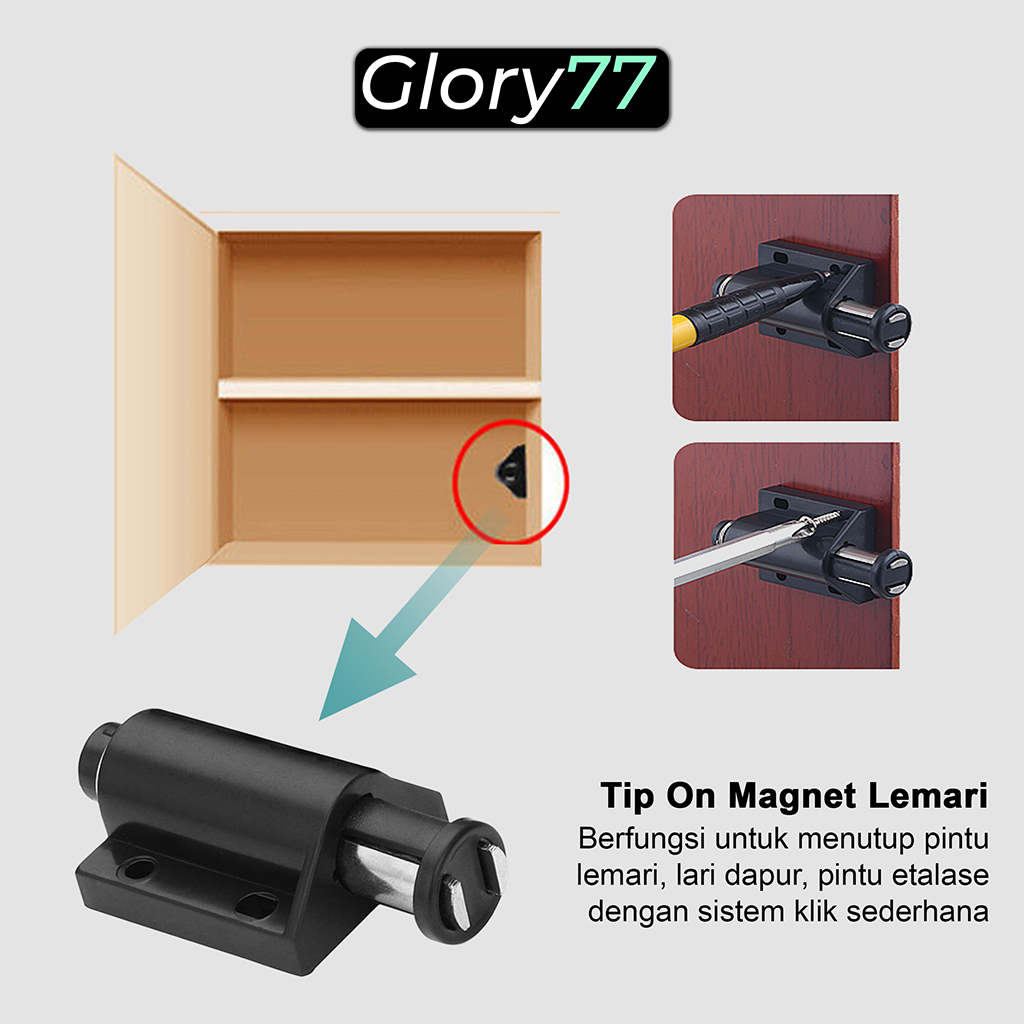 Glory77
Tip On Magnet Lemari
Berfungsi untuk menutup pintu
lemari, lari dapur, pintu etalase
dengan sistem klik sederhana